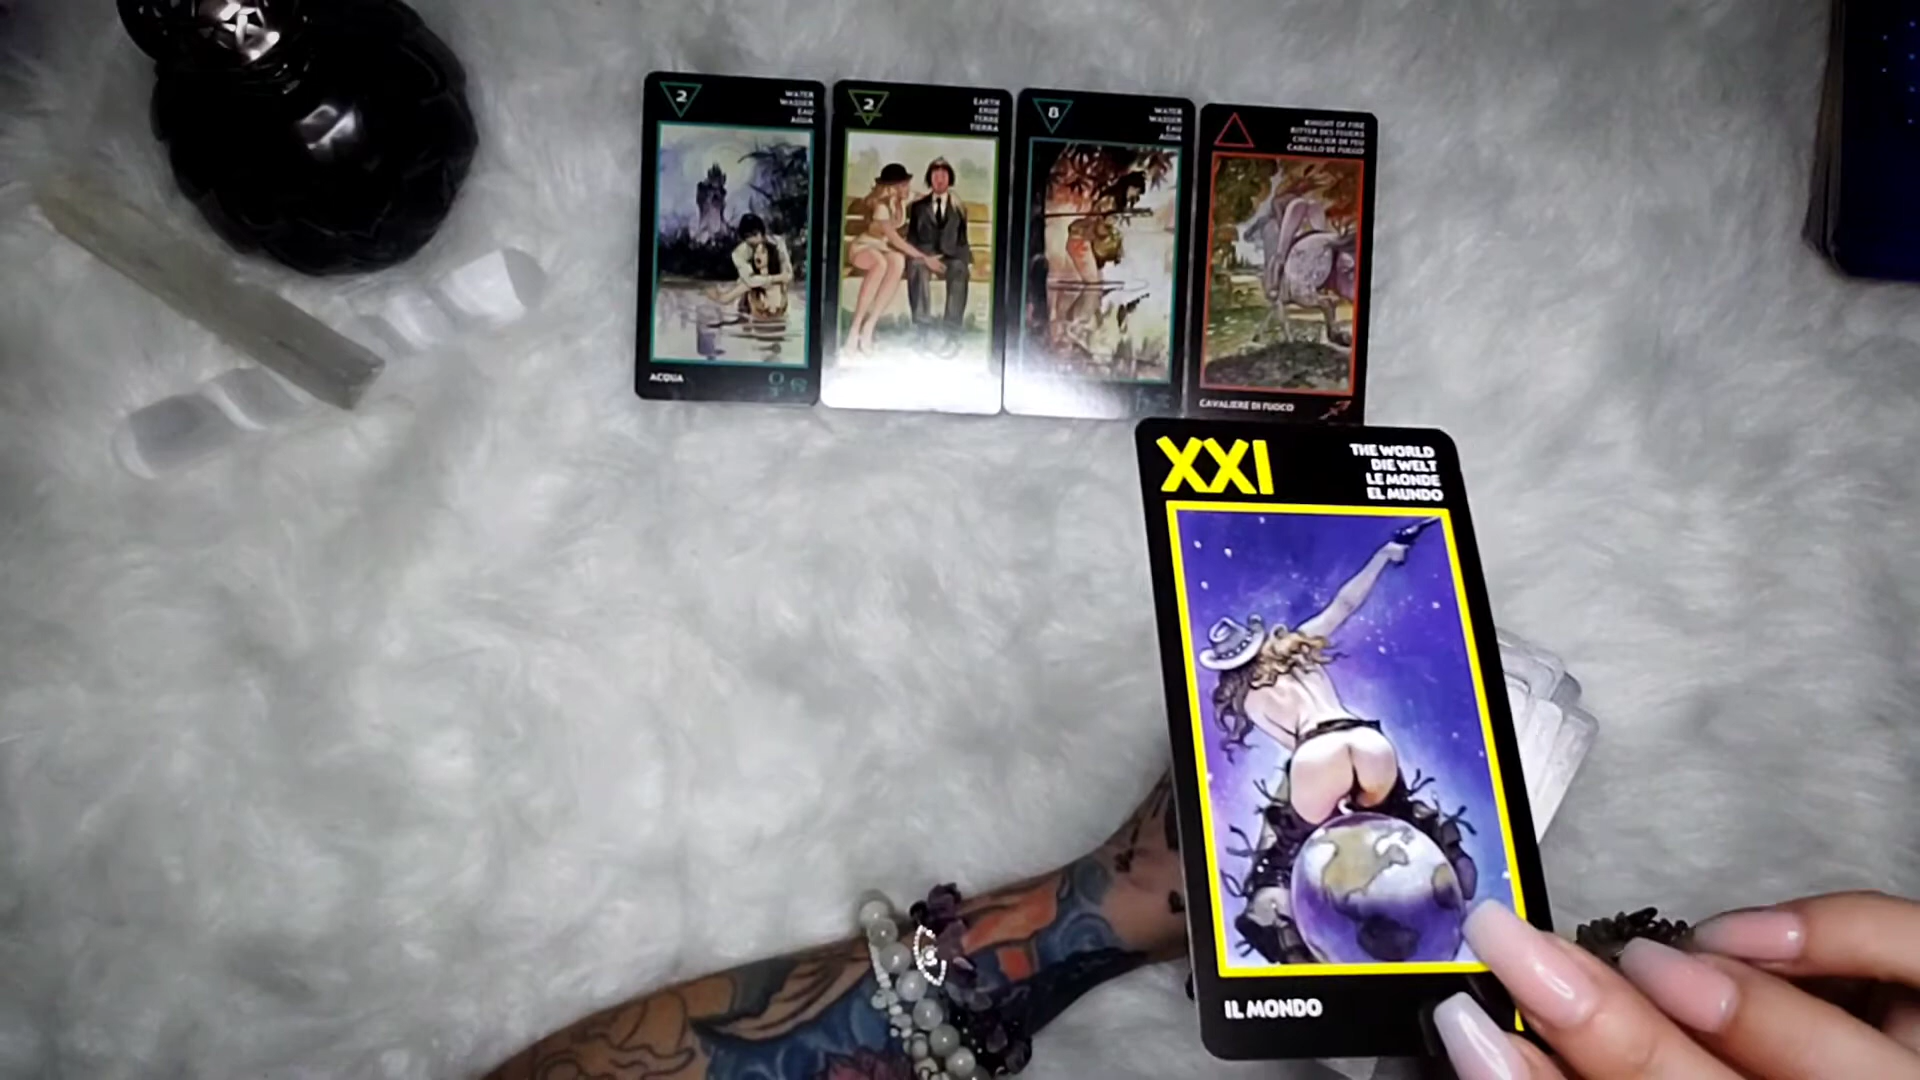 2
WATER
WASSER
EAU
AGUA
ACQUA
2
EARTH
ERDE
TERRE
TIERRA
8
WATER
WASSER
EAU
AGUA
KNIGHT OF FIRE
RITTER DES FEUERS
CHEVALIER DE FEU
CABALLO DE FUEGO
CAVALIERE DI FUOCO
XXI
THE WORLD
DIE WELT
LE MONDE
EL MUNDO
IL MONDO